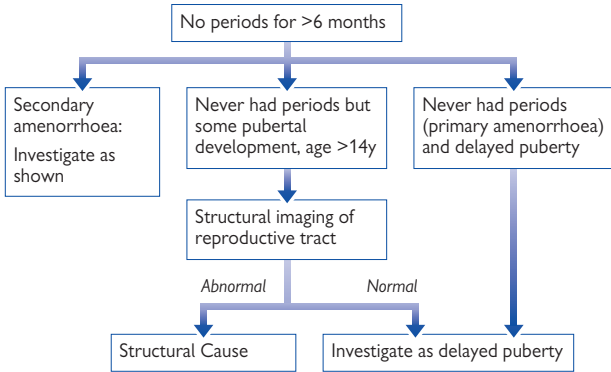 No periods for >6 months
Secondary
amenorrhoea:
Investigate as
shown
Never had periods but
some pubertal
development, age >14y
Never had periods
(primary amenorrhoea)
and delayed puberty
Structural imaging of
reproductive tract
Abnormal
Normal
Structural Cause
Investigate as delayed puberty